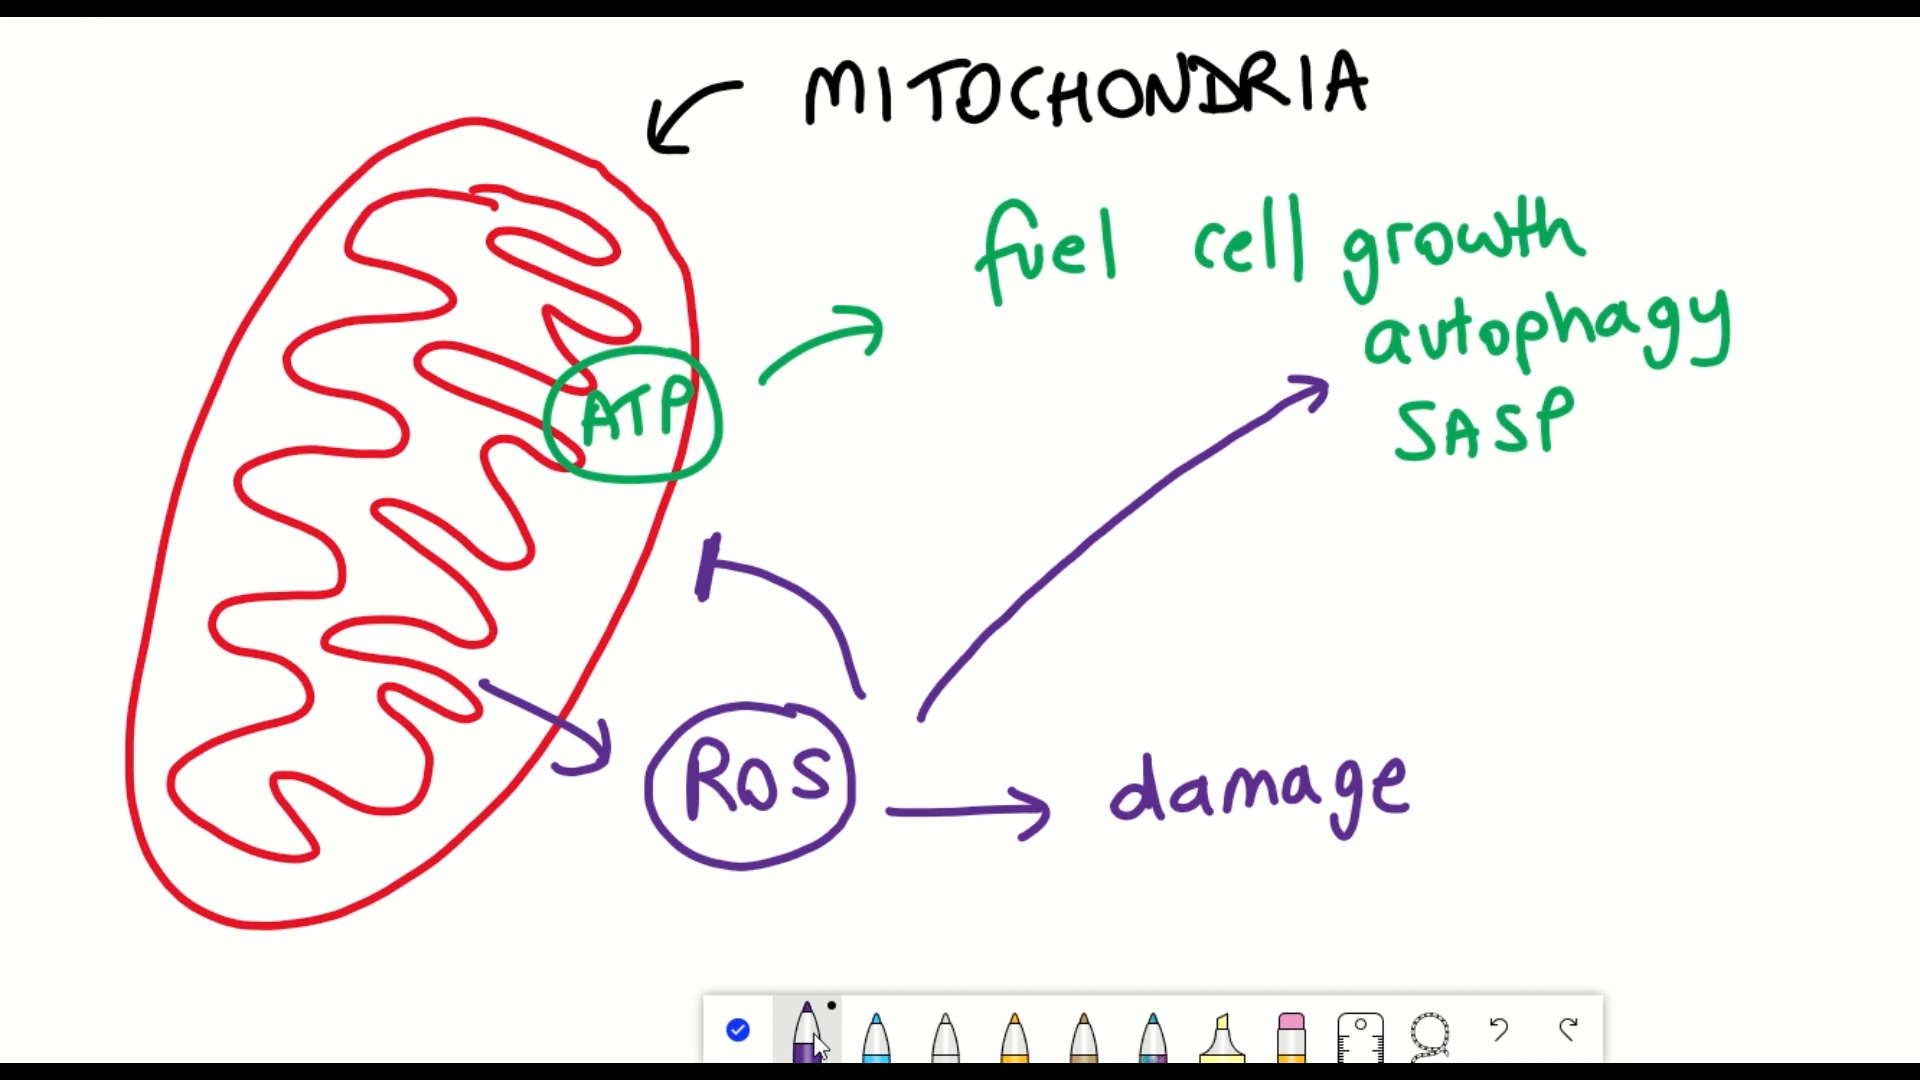 MITOCHONDRIA
fuel cell growth
autophagy
SASP
ATP
ROS
damage